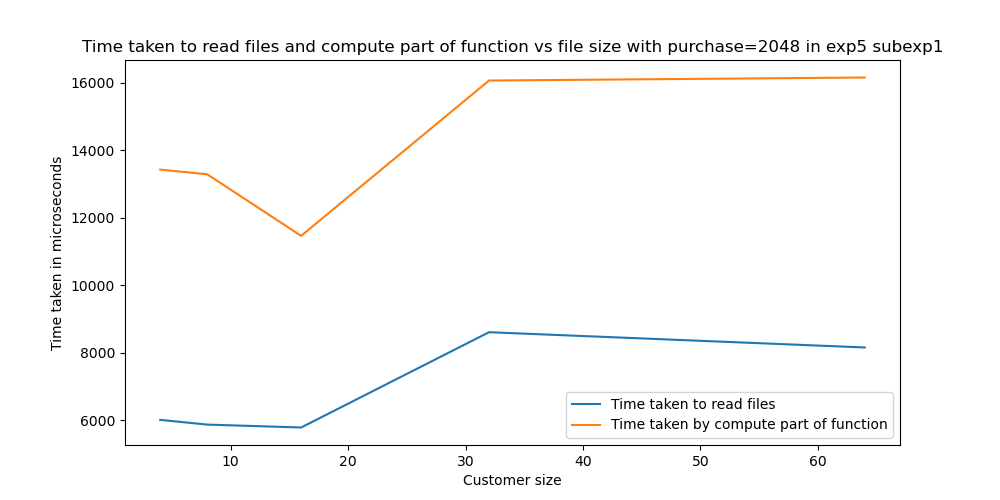 Time taken to read files and compute part of function vs file size with purchase=2048 in exp5 subexp1
Time taken in microseconds
16000
14000
12000
10000
8000
6000
10 20 30 40 50 60
Customer size
Time taken to read files
Time taken by compute part of function